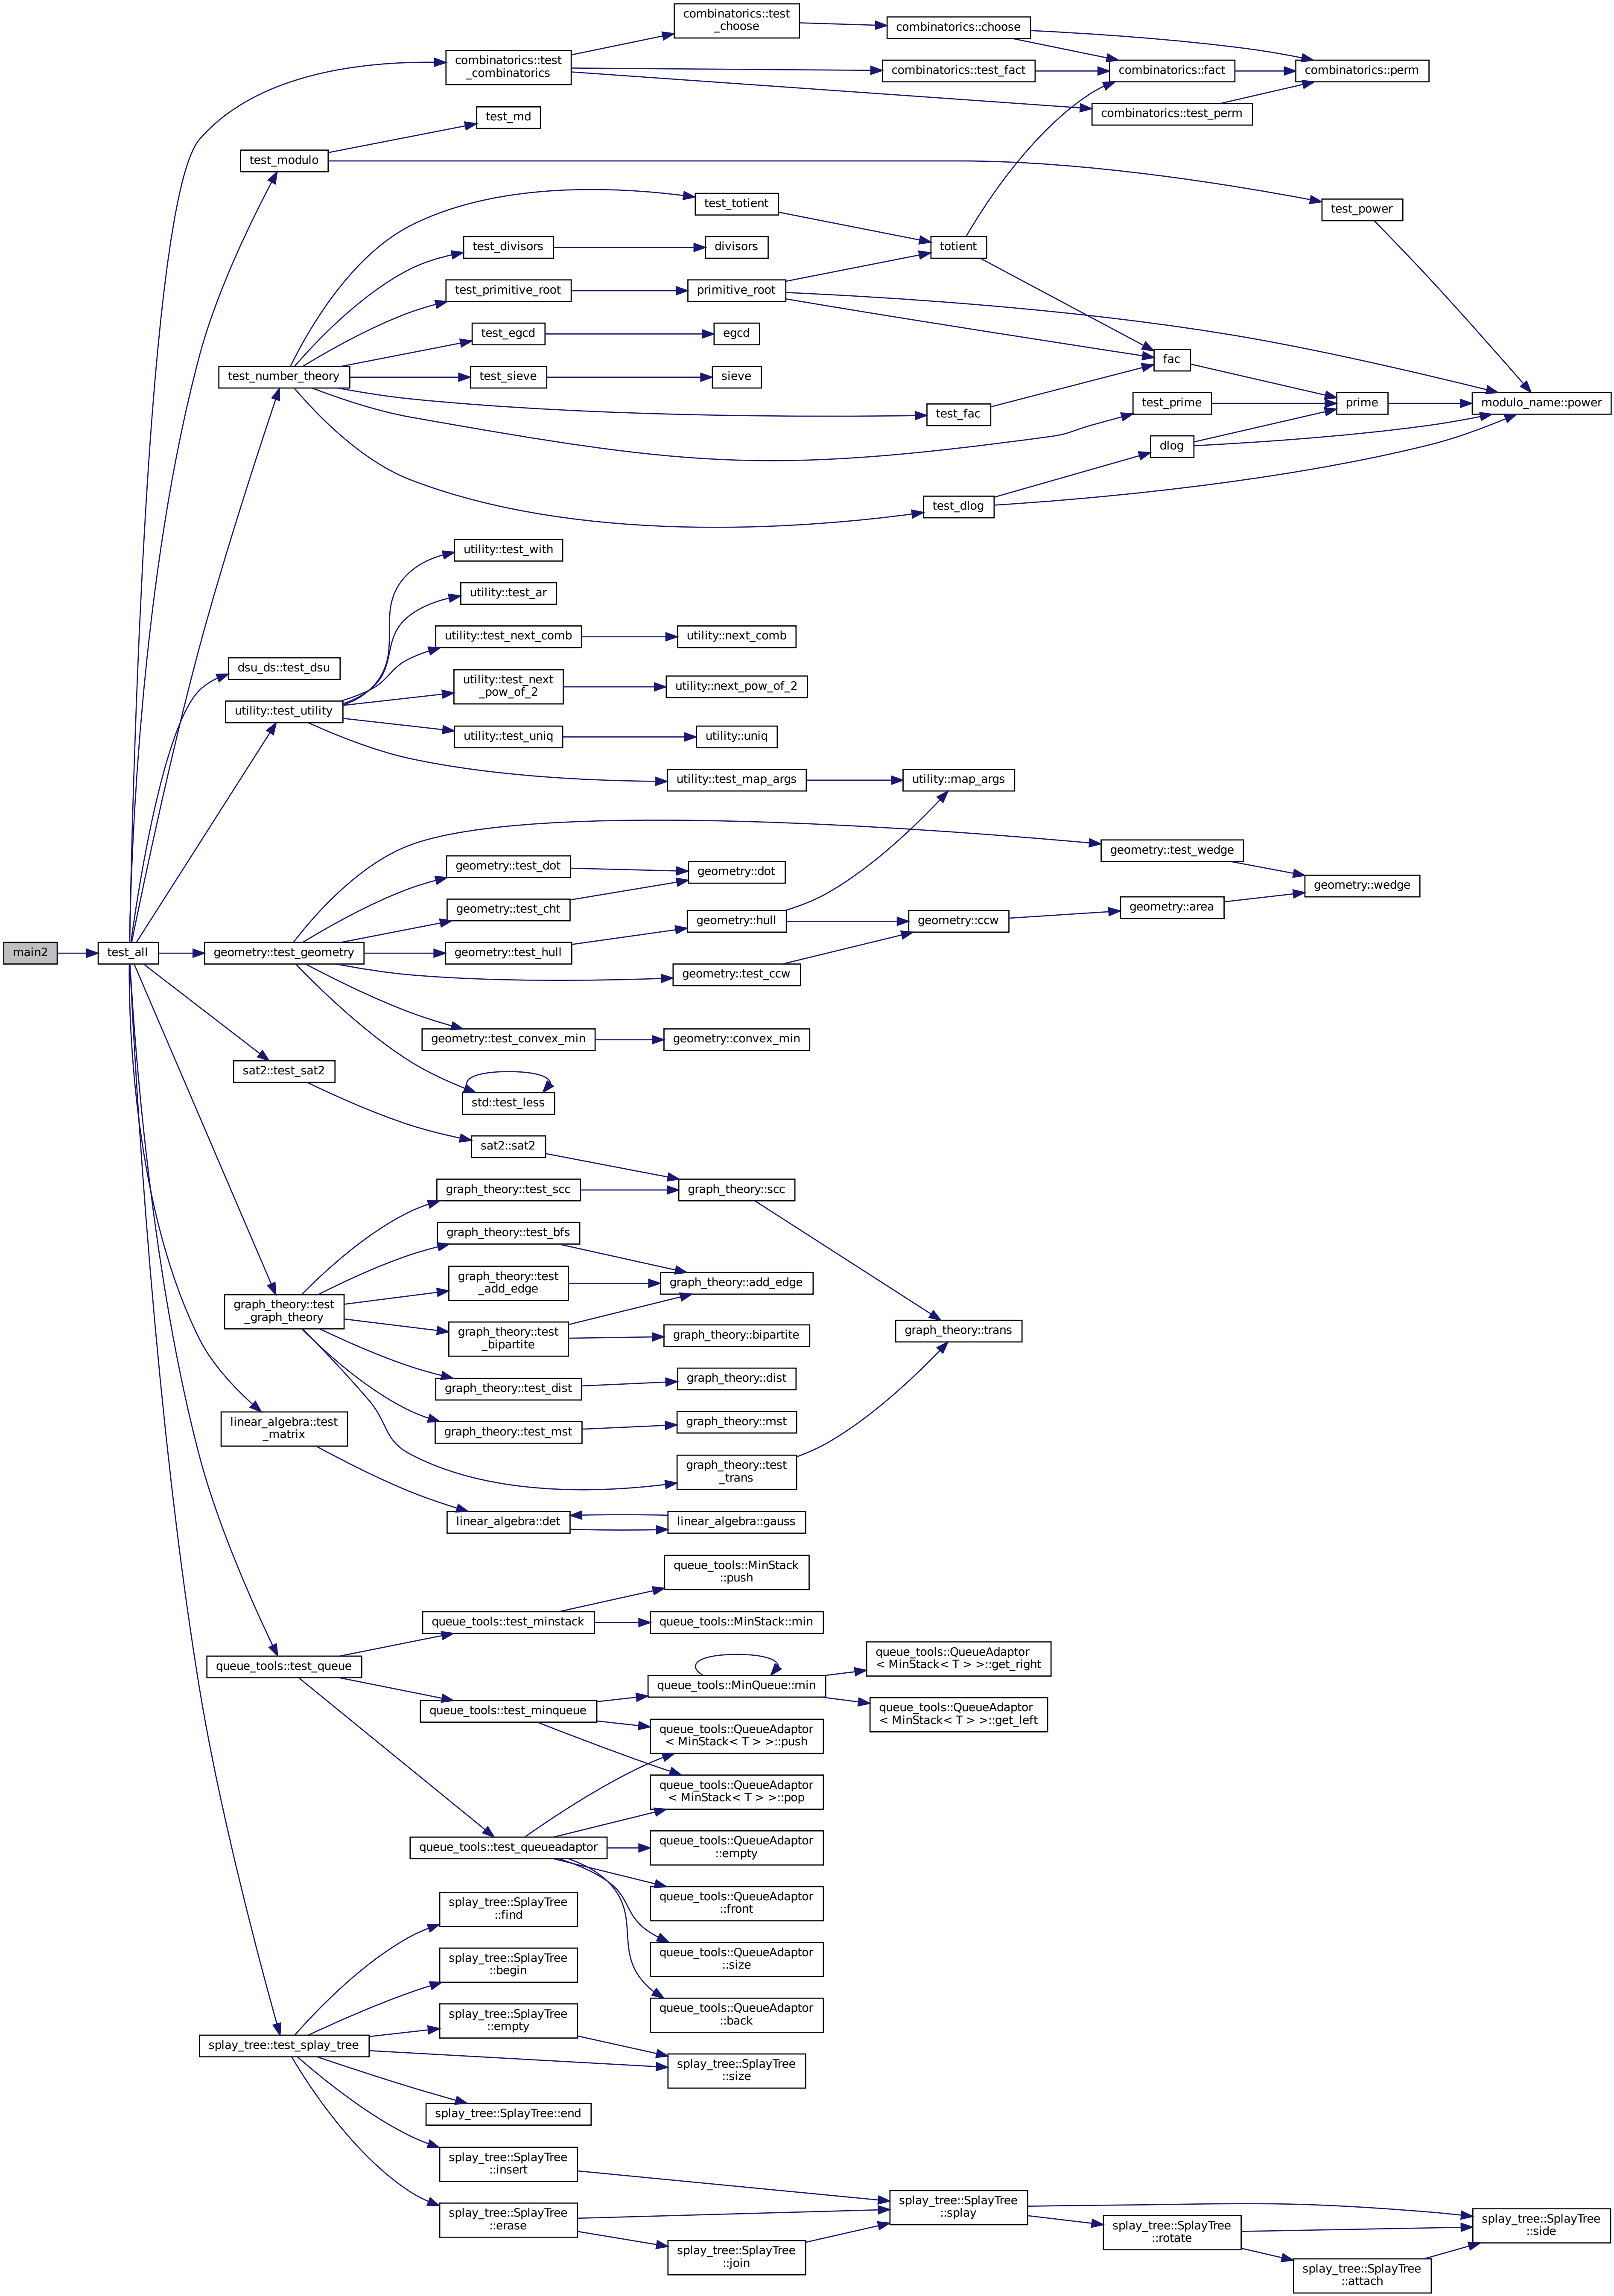 combinatorics::test
_choose
combinatorics::choose
combinatorics::test
_combinatorics
combinatorics::test_fact
combinatorics::fact
combinatorics::perm
combinatorics::test_perm
test_md
test_modulo
test_power
test_totient
test_divisors
divisors
totient
test_primitive_root
primitive_root
test_egcd
egcd
fac
test_number_theory
test_sieve
sieve
test_fac
test_prime
prime
modulo_name::power
dlog
test_dlog
utility::test_with
utility::test_ar
utility::test_next_comb
utility::next_comb
dsu_ds::test_dsu
utility::test_next
_pow_of_2
utility::next_pow_of_2
utility::test_utility
utility::test_uniq
utility::uniq
utility::test_map_args
utility::map_args
geometry::test_wedge
geometry::test_dot
geometry::dot
geometry::wedge
geometry::test_cht
geometry::hull
geometry::ccw
geometry::area
main2
test_all
geometry::test_geometry
geometry::test_hull
geometry::test_ccw
geometry::test_convex_min
geometry::convex_min
sat2::test_sat2
std::test_less
sat2::sat2
graph_theory::test_scc
graph_theory::scc
graph_theory::test_bfs
graph_theory::test
_add_edge
graph_theory::add_edge
graph_theory::test
_graph_theory
graph_theory::test
_bipartite
graph_theory::bipartite
graph_theory::trans
graph_theory::test_dist
graph_theory::dist
linear_algebra::test
_matrix
graph_theory::test_mst
graph_theory::mst
graph_theory::test
_trans
linear_algebra::det
linear_algebra::gauss
queue_tools::MinStack
::push
queue_tools::test_minstack
queue_tools::MinStack::min
queue_tools::test_queue
queue_tools::QueueAdaptor
< MinStack< T > >::get_right
queue_tools::MinQueue::min
queue_tools::test_minqueue
queue_tools::QueueAdaptor
< MinStack< T > >::get_left
queue_tools::QueueAdaptor
< MinStack< T > >::push
queue_tools::QueueAdaptor
< MinStack< T > >::pop
queue_tools::test_queueadaptor
queue_tools::QueueAdaptor
::empty
queue_tools::QueueAdaptor
::front
splay_tree::SplayTree
::find
queue_tools::QueueAdaptor
::size
splay_tree::SplayTree
::begin
queue_tools::QueueAdaptor
::back
splay_tree::SplayTree
::empty
splay_tree::test_splay_tree
splay_tree::SplayTree
::size
splay_tree::SplayTree::end
splay_tree::SplayTree
::insert
splay_tree::SplayTree
::splay
splay_tree::SplayTree
::erase
splay_tree::SplayTree
::side
splay_tree::SplayTree
::rotate
splay_tree::SplayTree
::join
splay_tree::SplayTree
::attach